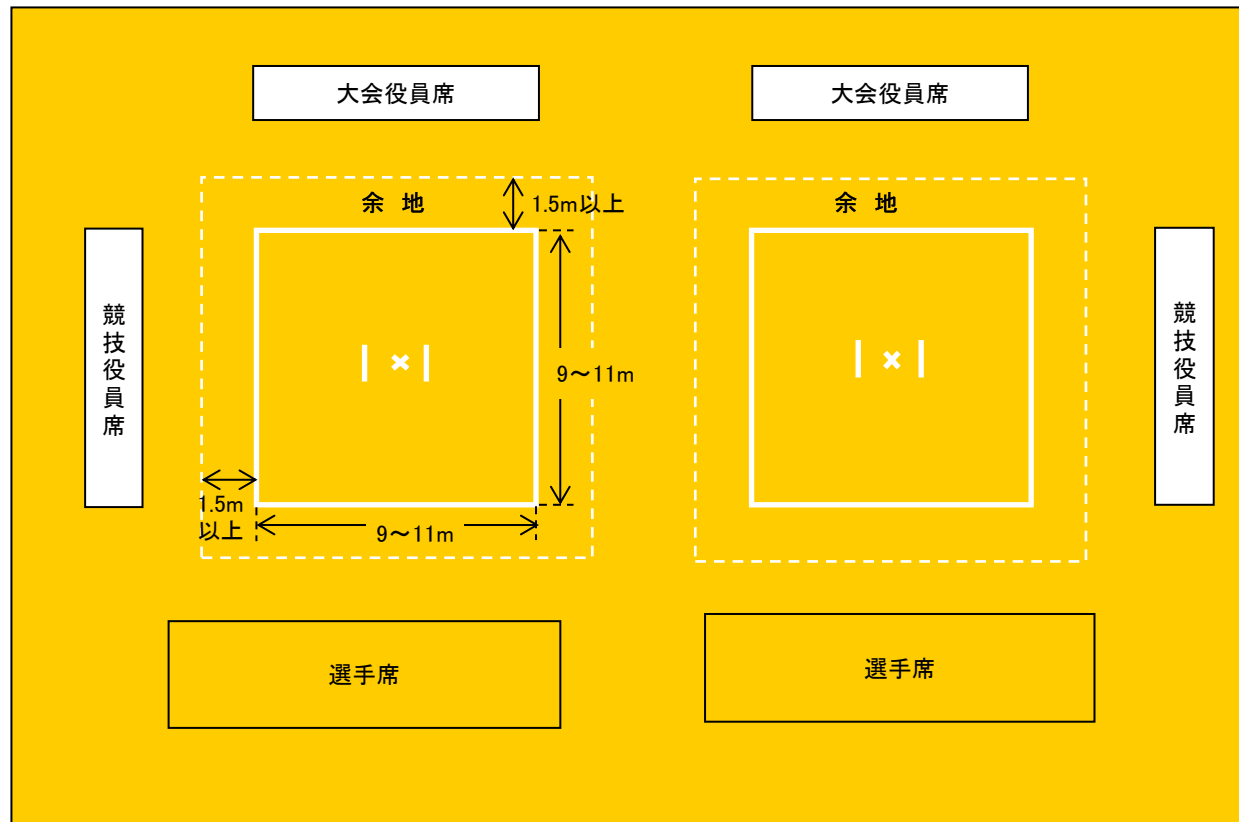 大会役員席
大会役員席
余 地
1.5m以上
余 地
競技役員席
9～11m
競技役員席
1.5m
以上
9～11m
選手席
選手席